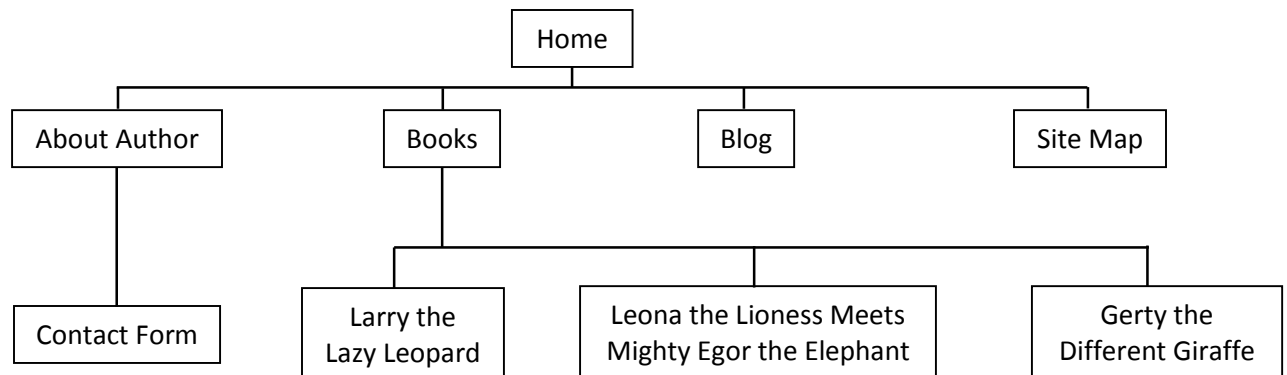 Home
About Author
Books
Blog
Site Map
Contact Form
Larry the
Lazy Leopard
Leona the Lioness Meets
Mighty Egor the Elephant
Gerty the
Different Giraffe